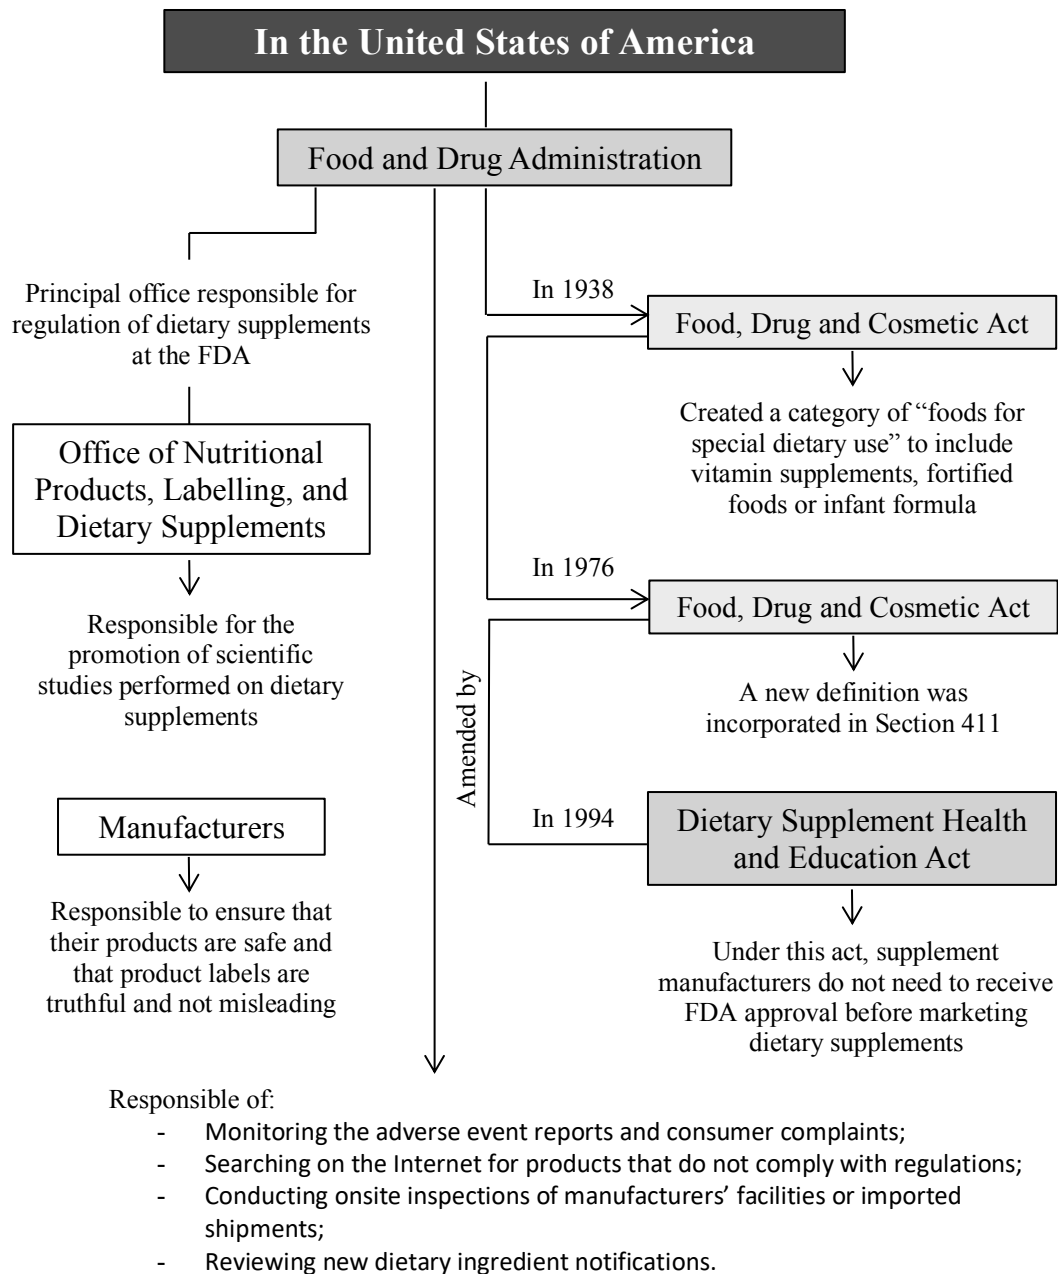 In the United States of America
Food and Drug Administration
Principal office responsible for
regulation of dietary supplements
at the FDA
Office of Nutritional
Products, Labelling, and
Dietary Supplements
Responsible for the
promotion of scientific
studies performed on dietary
supplements
Manufacturers
Responsible to ensure that
their products are safe and
that product labels are
truthful and not misleading
In 1938
Food, Drug and Cosmetic Act
Created a category of “foods for
special dietary use” to include
vitamin supplements, fortified
foods or infant formula
In 1976
Food, Drug and Cosmetic Act
A new definition was
incorporated in Section 411
Amended by
In 1994
Dietary Supplement Health
and Education Act
Under this act, supplement
manufacturers do not need to receive
FDA approval before marketing
dietary supplements
Responsible of:
- Monitoring the adverse event reports and consumer complaints;
- Searching on the Internet for products that do not comply with regulations;
- Conducting onsite inspections of manufacturers’ facilities or imported
shipments;
- Reviewing new dietary ingredient notifications.